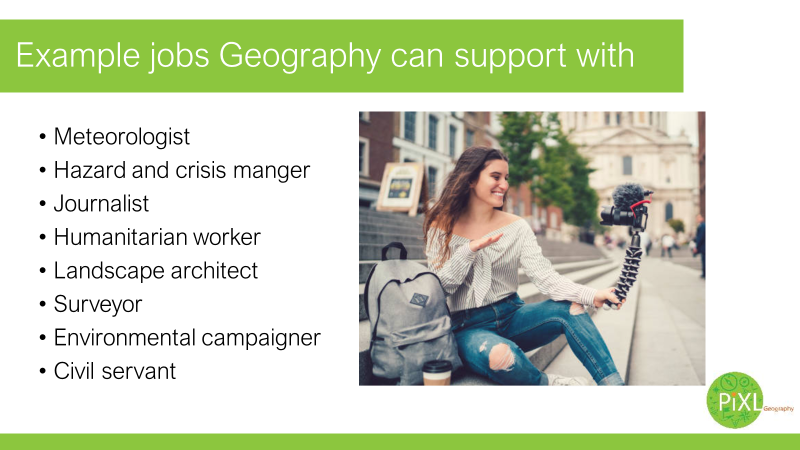 Example jobs Geography can support with
• Meteorologist
• Hazard and crisis manger
• Journalist
• Humanitarian worker
• Landscape architect
• Surveyor
• Environmental campaigner
• Civil servant
PiXL Geography